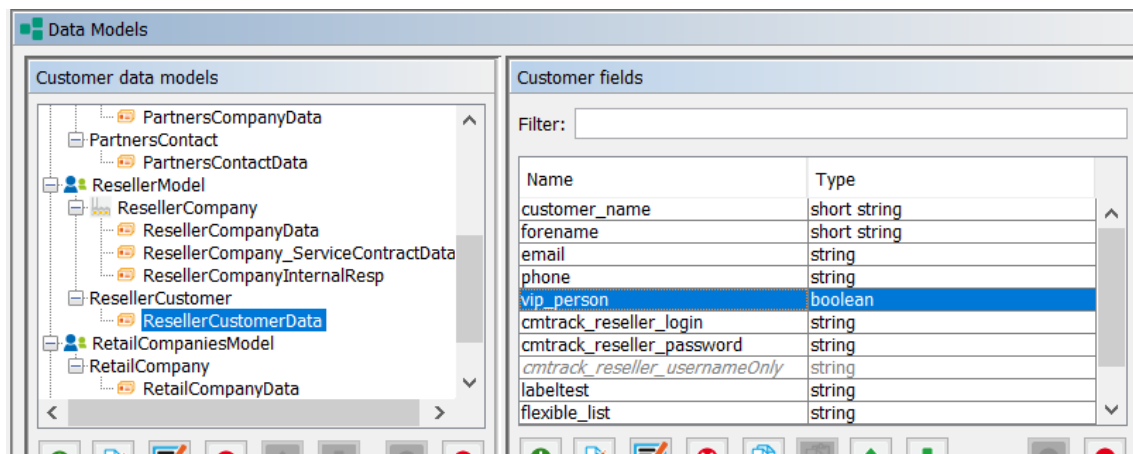 Data Models
Customer data models
PartnersCompanyData
PartnersContact
PartnersContactData
ResellerModel
ResellerCompany
ResellerCompanyData
ResellerCompany_ServiceContractData
ResellerCompanyInternalResp
ResellerCustomer
ResellerCustomerData
RetailCompaniesModel
RetailCompany
RetailCompanyData
Customer fields
Filter:
Name Type
customer_name short string
forename short string
email string
phone string
vip_person boolean
cmtrack_reseller_login string
cmtrack_reseller_password string
cmtrack_reseller_usernameOnly string
labeltest string
flexible_list string